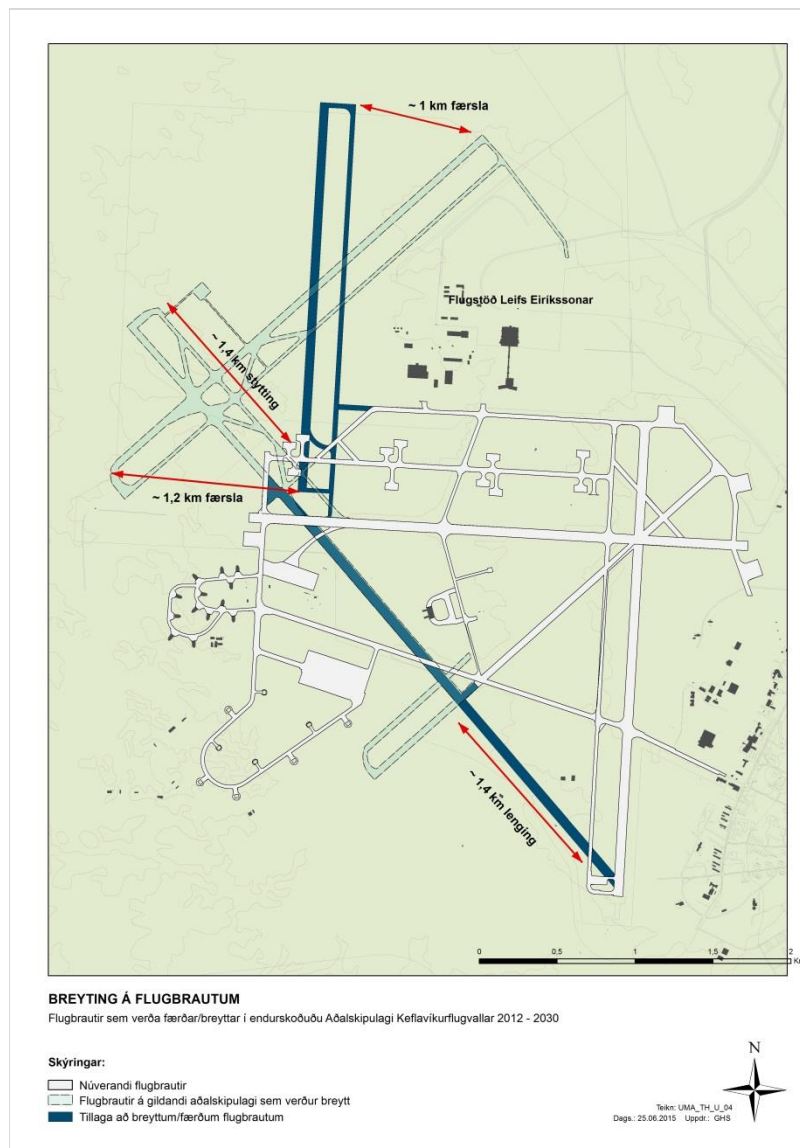 ~ 1 km færsla
Flugstöð Leifs Eiríkssonar
~ 1,4 km stytting
~ 1,2 km færsla
~ 1,4 km lenging
0 0,5 1 1,5 2
BREYTING Á FLUGBRAUTUM
Flugbrautir sem verða færðar/breyttar í endurskoðuðu Aðalskipulagi Keflavíkurflugvallar 2012 - 2030
Skýringar:
Núverandi flugbrautir
Flugbrautir á gildandi aðalskipulagi sem verður breytt
Tillaga að breyttum/færðum flugbrautum
N
Teikn: UMA_TH_U_04
Dags.: 25.06.2015 Uppdr.: GHS